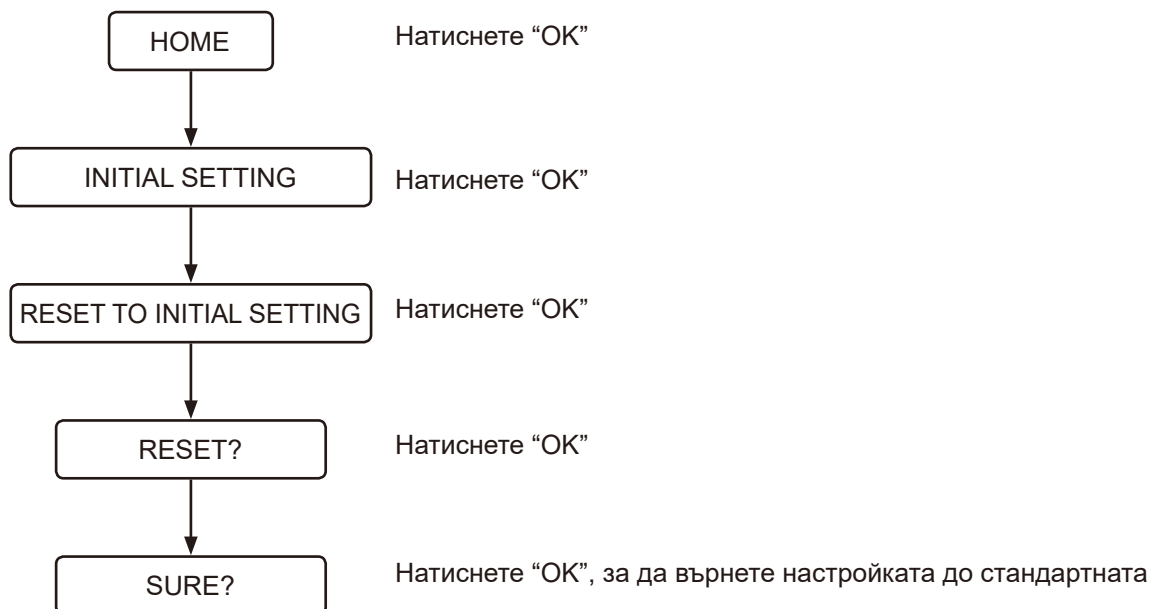 HOME
Натиснете “OK”
INITIAL SETTING
Натиснете “OK”
RESET TO INITIAL SETTING
Натиснете “OK”
RESET?
Натиснете “OK”
SURE?
Натиснете “OK”, за да върнете настройката до стандартната